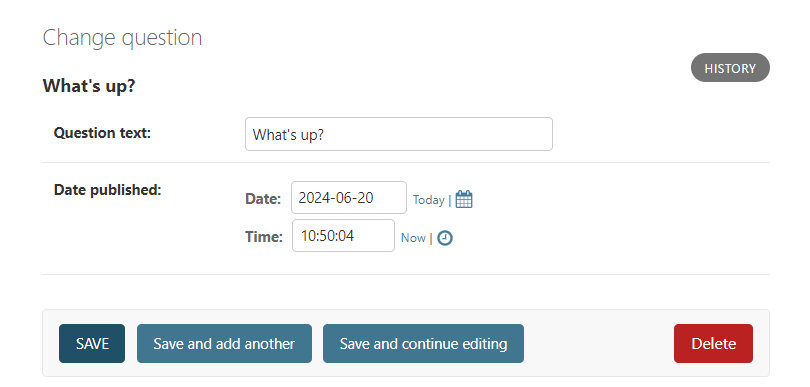 Change question
HISTORY
What's up?
Question text: What's up?
Date published: Date: 2024-06-20 Today |
Time: 10:50:04 Now |
SAVE Save and add another Save and continue editing Delete